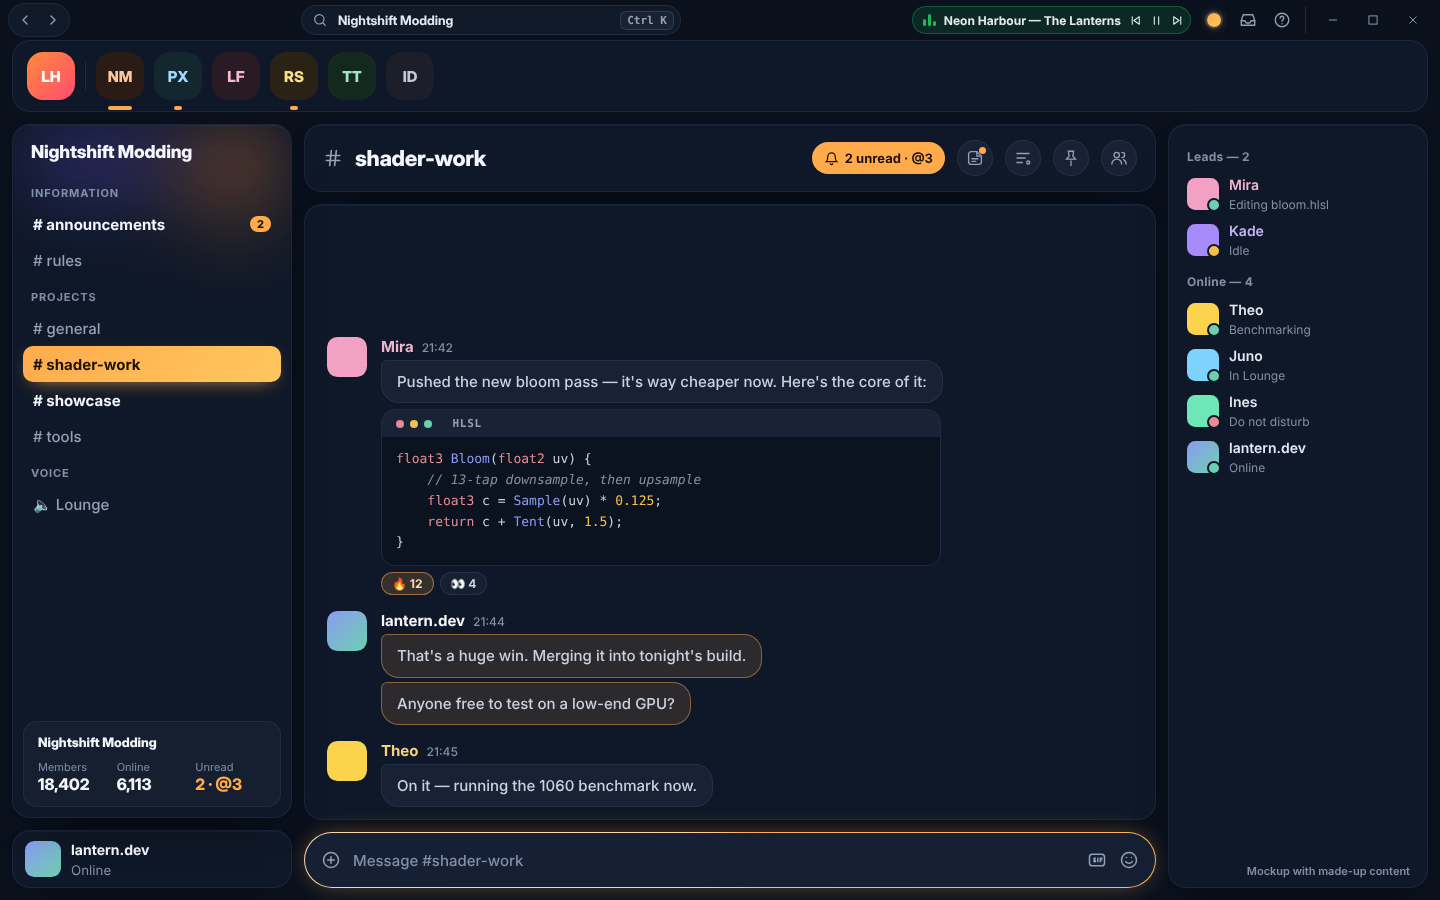 Nightshift Modding
Ctrl K
Neon Harbour — The Lanterns
LH
NM
PX
LF
RS
TT
ID
Nightshift Modding
INFORMATION
# announcements
2
# rules
PROJECTS
# general
# shader-work
# showcase
# tools
VOICE
Lounge
Nightshift Modding
Members
Online
Unread
18,402
6,113
2 · @3
lantern.dev
Online
# shader-work
2 unread · @3
Mira 21:42
Pushed the new bloom pass — it's way cheaper now. Here's the core of it:
HLSL
float3 Bloom(float2 uv) {
// 13-tap downsample, then upsample
float3 c = Sample(uv) * 0.125;
return c + Tent(uv, 1.5);
}
🔥 12
👀 4
lantern.dev 21:44
That's a huge win. Merging it into tonight's build.
Anyone free to test on a low-end GPU?
Theo 21:45
On it — running the 1060 benchmark now.
Message #shader-work
GIF
Leads — 2
Mira
Editing bloom.hlsl
Kade
Idle
Online — 4
Theo
Benchmarking
Juno
In Lounge
Ines
Do not disturb
lantern.dev
Online
Mockup with made-up content